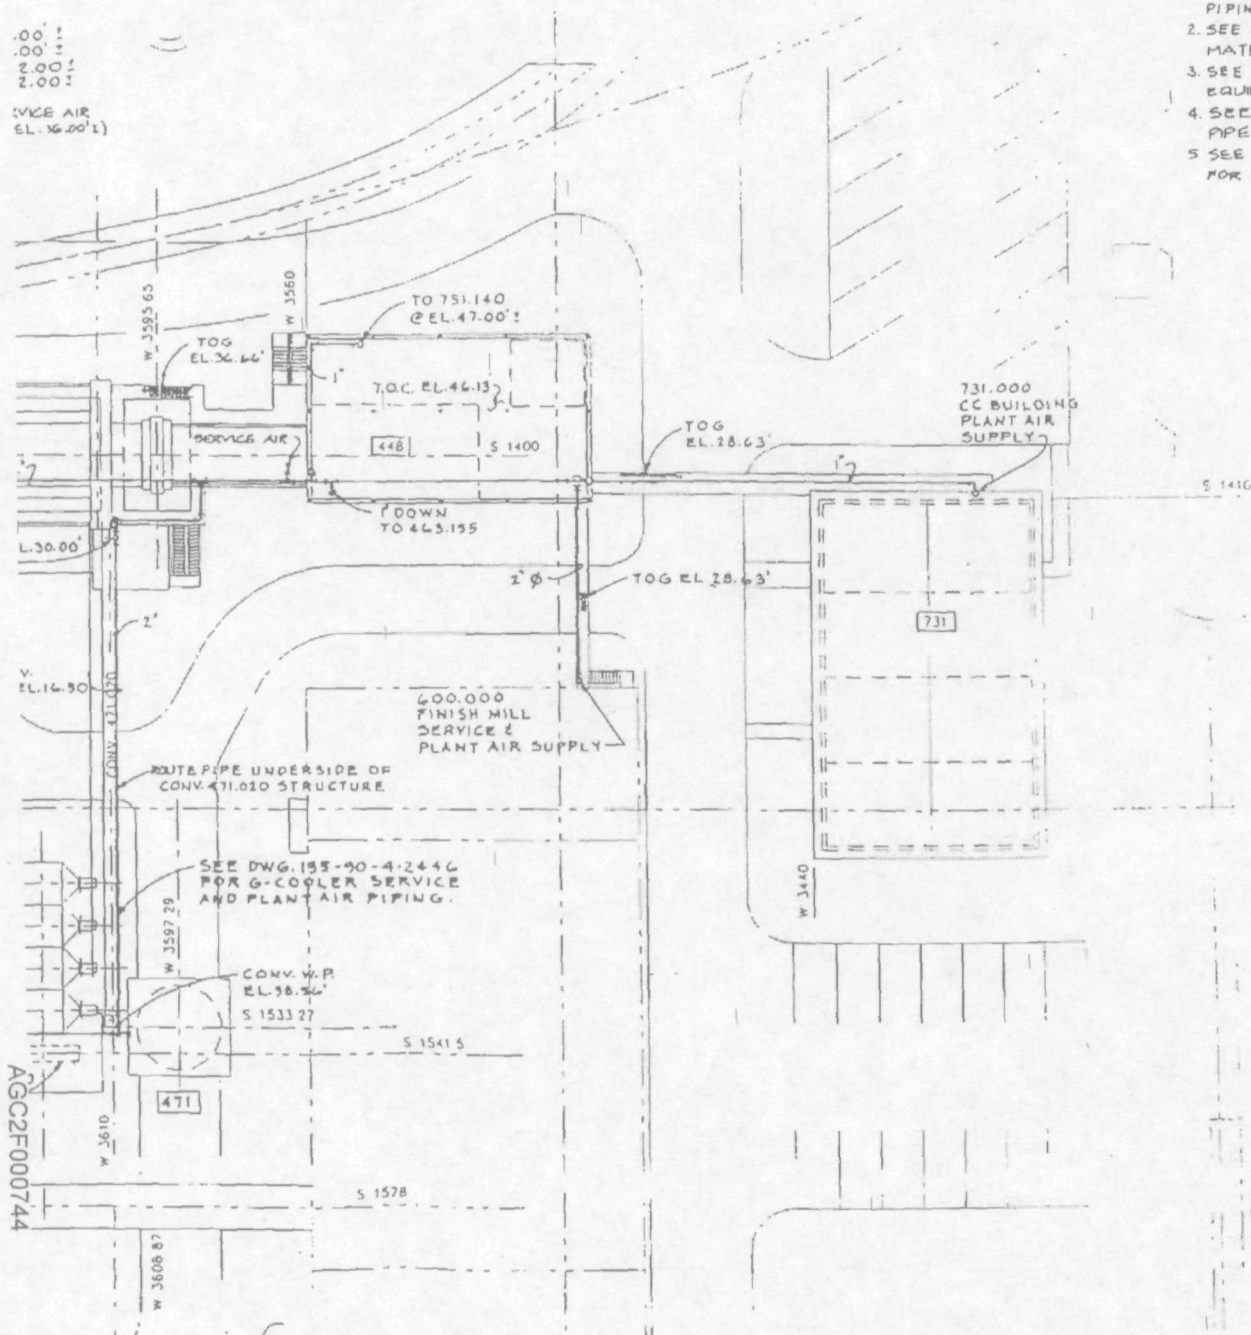 .00' ±
.00' ±
2.00 ±
2.00 ±
VICE AIR
EL. 36.00' ±)
PIPIN
2. SEE
MATE
3. SEE
EQUIP
4. SEE
PIPE
5 SEE
FOR
W 3593 65
W 3560
TO 751.140
@ EL. 47.00' ±
TOG
EL. 36.66'
1"
T.O.C. EL. 46.13
731.000
CC BUILDING
PLANT AIR
SUPPLY
SERVICE AIR
448
S 1400
TOG
EL. 28.63'
1"
S 1410
DOWN
TO 463.155
L. 30.00'
2" Ø
TOG EL 28.63'
731
2"
V.
EL. 16.50
CONV. 471.020
600.000
FINISH MILL
SERVICE &
PLANT AIR SUPPLY
ROUTE PIPE UNDERSIDE OF
CONV. 471.020 STRUCTURE
SEE DWG. 155-90-4-2446
FOR G-COOLER SERVICE
AND PLANT AIR PIPING.
W 3440
W 3597 29
CONV. W.P.
EL. 38.56'
S 1533 27
S 1541 5
471
W 3610
AGC2F000744
S 1578
W 3608 87